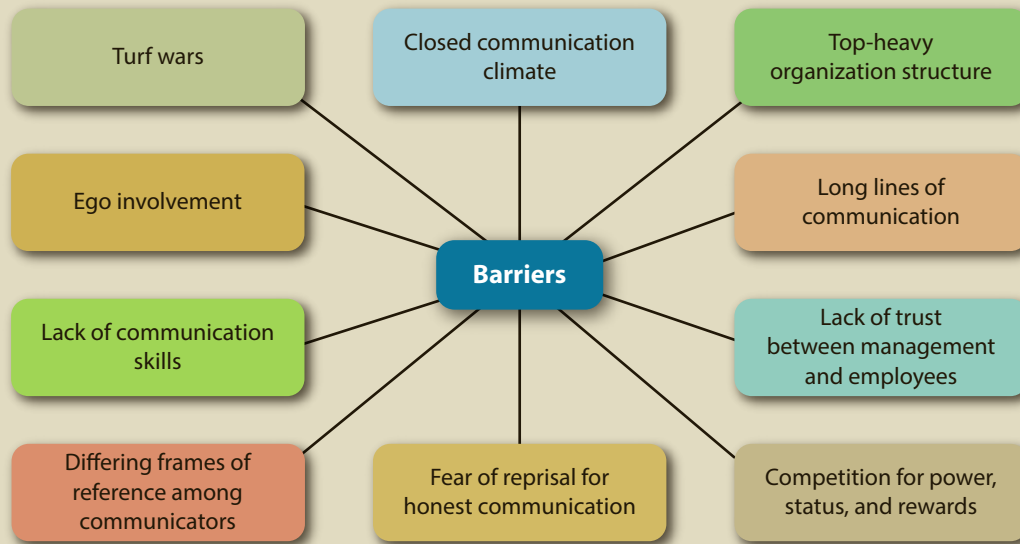 Turf wars
Closed communication
climate
Top-heavy
organization structure
Ego involvement
Long lines of
communication
Barriers
Lack of communication
skills
Lack of trust
between management
and employees
Differing frames of
reference among
communicators
Fear of reprisal for
honest communication
Competition for power,
status, and rewards